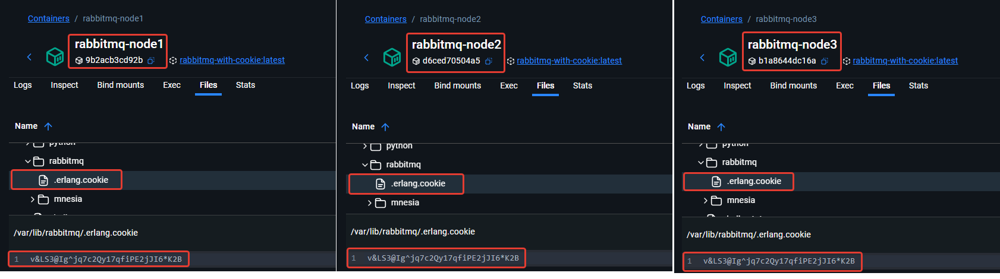 Containers / rabbitmq-node1
rabbitmq-node1
9b2acb3cd92b rabbitmq-with-cookie:latest
Logs Inspect Bind mounts Exec Files Stats
Name
python
rabbitmq
.erlang.cookie
mnesia
/var/lib/rabbitmq/.erlang.cookie
1 v&LS3@Ig^jq7c2Qy17qfiPE2jJI6*K2B
Containers / rabbitmq-node2
rabbitmq-node2
d6ced70504a5 rabbitmq-with-cookie:latest
Logs Inspect Bind mounts Exec Files Stats
Name
python
rabbitmq
.erlang.cookie
mnesia
/var/lib/rabbitmq/.erlang.cookie
1 v&LS3@Ig^jq7c2Qy17qfiPE2jJI6*K2B
Containers / rabbitmq-node3
rabbitmq-node3
b1a8644dc16a rabbitmq-with-cookie:latest
Logs Inspect Bind mounts Exec Files Stats
Name
python
rabbitmq
.erlang.cookie
mnesia
/var/lib/rabbitmq/.erlang.cookie
1 v&LS3@Ig^jq7c2Qy17qfiPE2jJI6*K2B